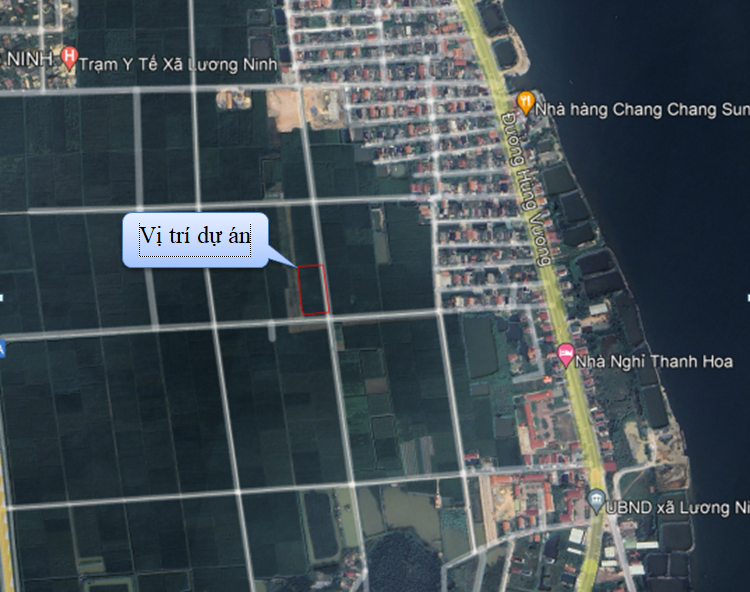 NINH
Trạm Y Tế Xã Lương Ninh
Nhà hàng Chang Chang Sun
Đường Hùng Vương
Vị trí dự án
Nhà Nghỉ Thanh Hoa
UBND xã Lương Ni